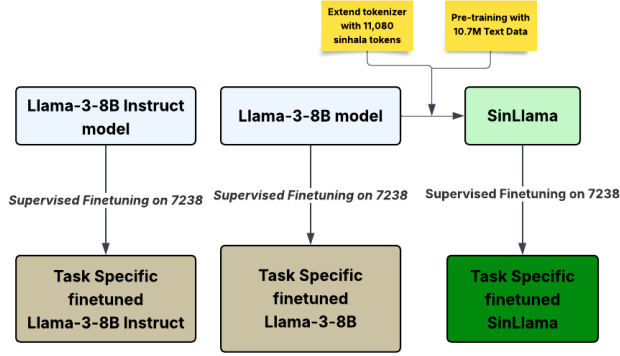 Extend tokenizer
with 11,080
sinhala tokens
Pre-training with
10.7M Text Data
Llama-3-8B Instruct
model
Llama-3-8B model
SinLlama
Supervised Finetuning on 7238
Supervised Finetuning on 7238
Supervised Finetuning on 7238
Task Specific
finetuned
Llama-3-8B Instruct
Task Specific
finetuned
Llama-3-8B
Task Specific
finetuned
SinLlama